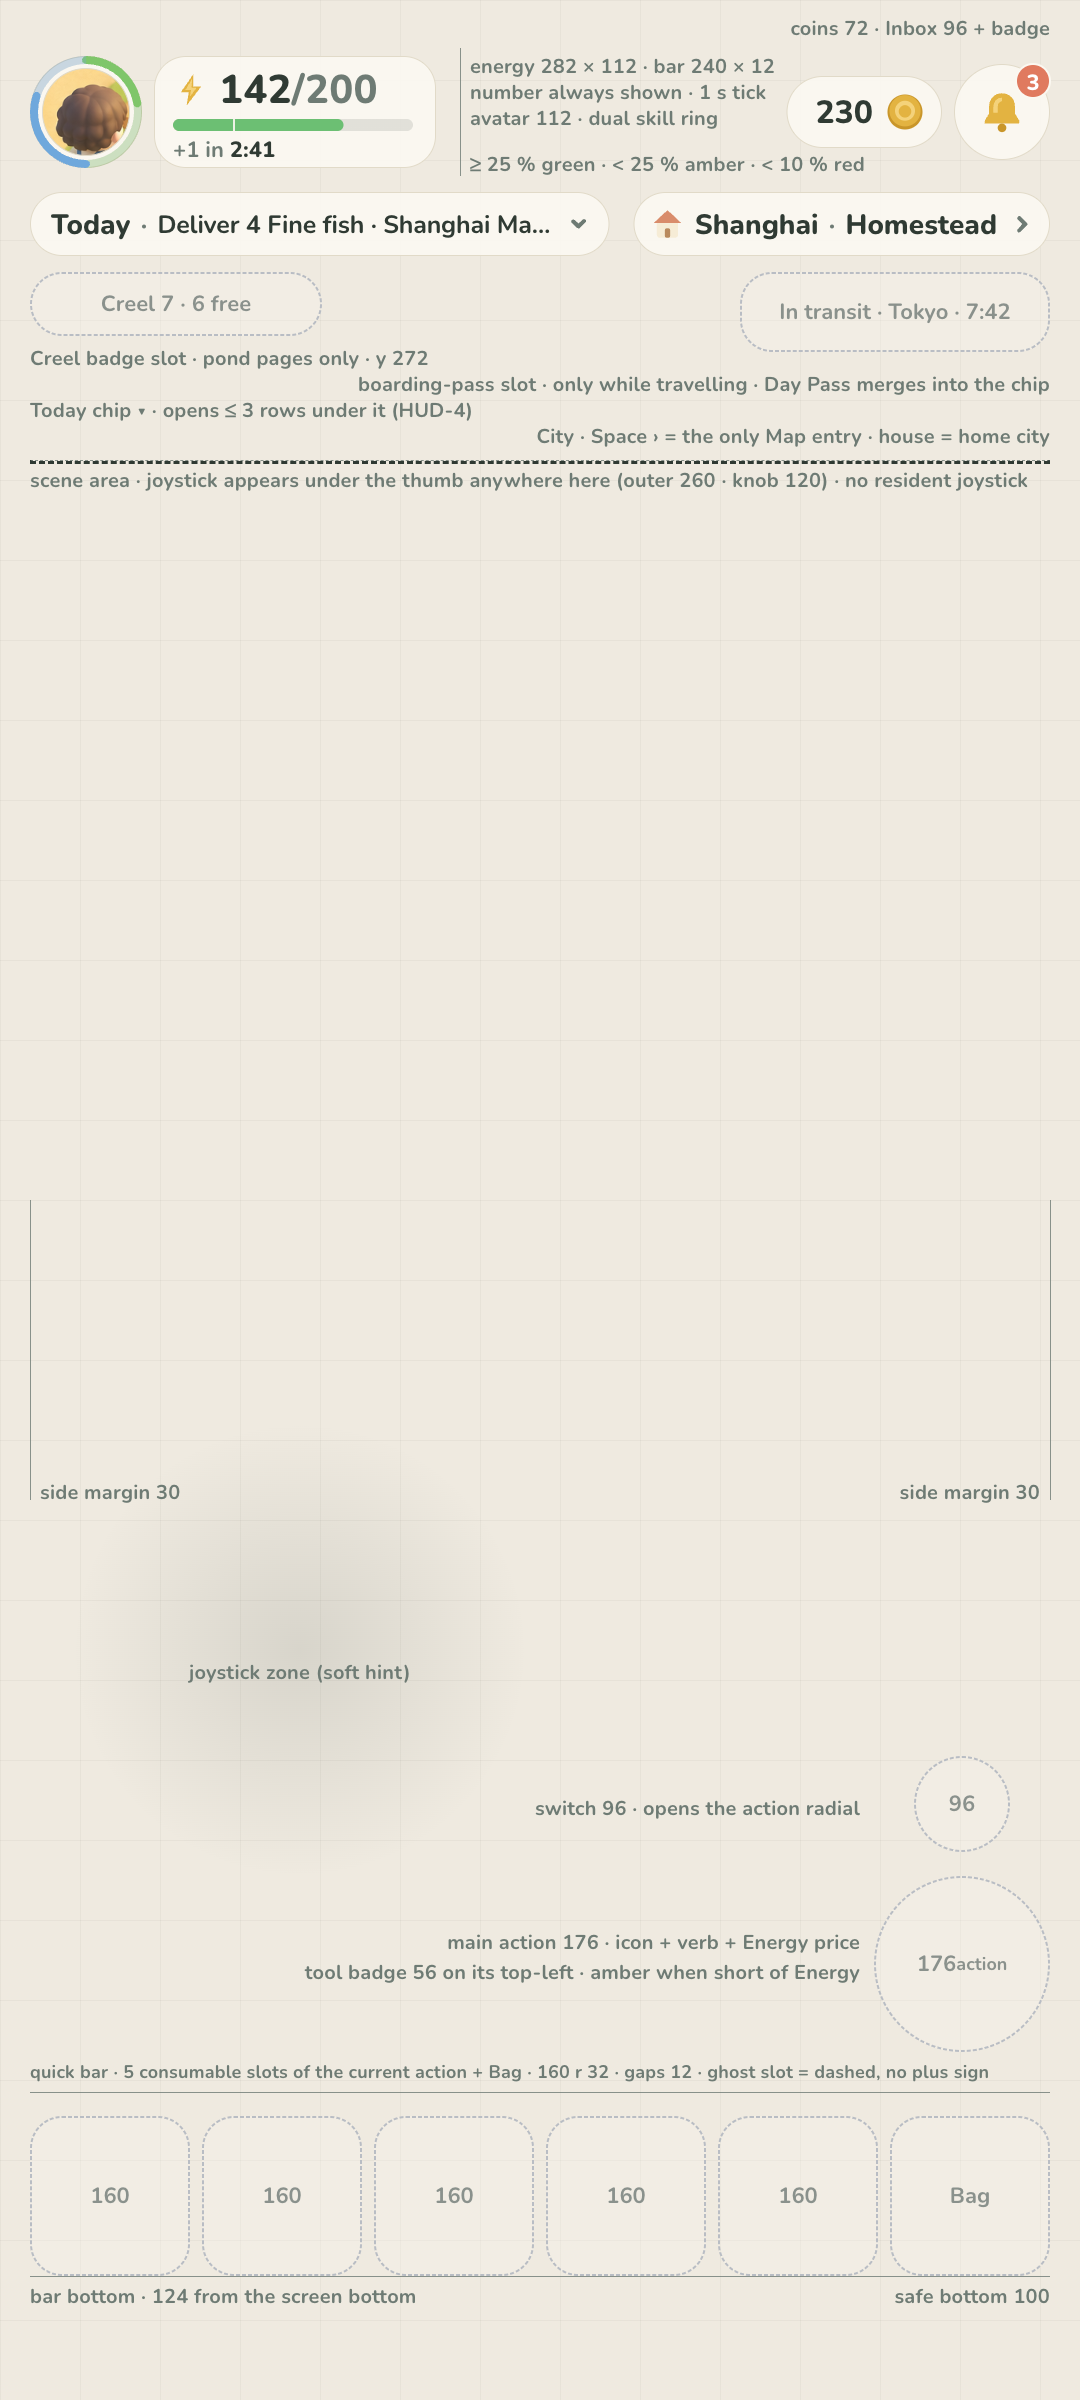 coins 72 · Inbox 96 + badge
142/200
+1 in 2:41
energy 282 × 112 · bar 240 × 12
number always shown · 1 s tick
avatar 112 · dual skill ring
≥ 25 % green · < 25 % amber · < 10 % red
230
3
Today · Deliver 4 Fine fish · Shanghai Ma...
Shanghai · Homestead
Creel 7 · 6 free
In transit · Tokyo · 7:42
Creel badge slot · pond pages only · y 272
boarding-pass slot · only while travelling · Day Pass merges into the chip
Today chip ▾ · opens ≤ 3 rows under it (HUD-4)
City · Space › = the only Map entry · house = home city
scene area · joystick appears under the thumb anywhere here (outer 260 · knob 120) · no resident joystick
side margin 30
side margin 30
joystick zone (soft hint)
switch 96 · opens the action radial
96
main action 176 · icon + verb + Energy price
tool badge 56 on its top-left · amber when short of Energy
176action
quick bar · 5 consumable slots of the current action + Bag · 160 r 32 · gaps 12 · ghost slot = dashed, no plus sign
160
160
160
160
160
Bag
bar bottom · 124 from the screen bottom
safe bottom 100